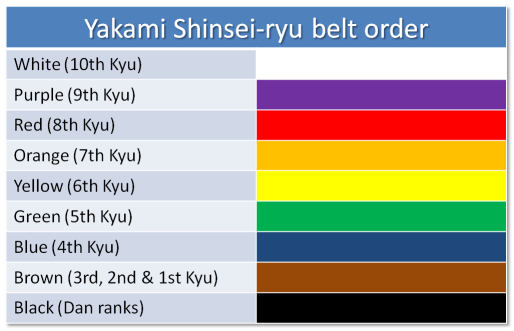 Yakami Shinsei-ryu belt order
White (10th Kyu)
Purple (9th Kyu)
Red (8th Kyu)
Orange (7th Kyu)
Yellow (6th Kyu)
Green (5th Kyu)
Blue (4th Kyu)
Brown (3rd, 2nd & 1st Kyu)
Black (Dan ranks)